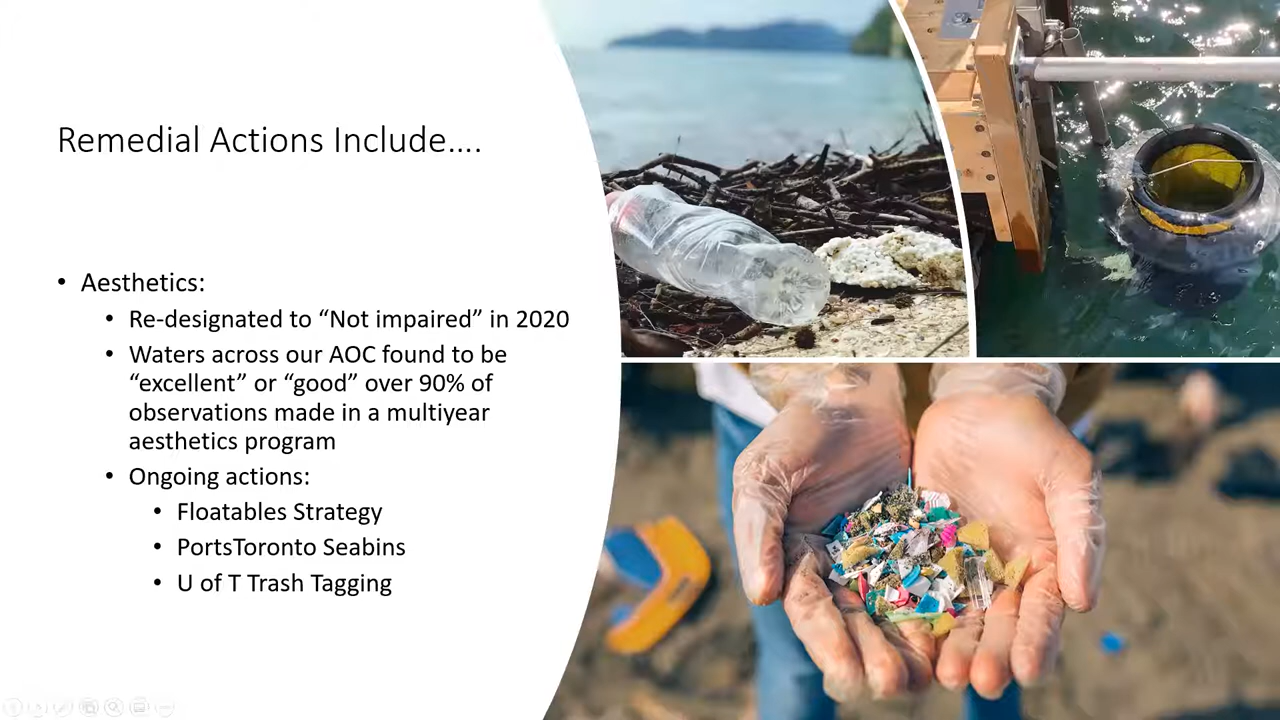 Remedial Actions Include….
• Aesthetics:
• Re-designated to “Not impaired” in 2020
• Waters across our AOC found to be
“excellent” or “good” over 90% of
observations made in a multiyear
aesthetics program
• Ongoing actions:
• Floatables Strategy
• PortsToronto Seabins
• U of T Trash Tagging